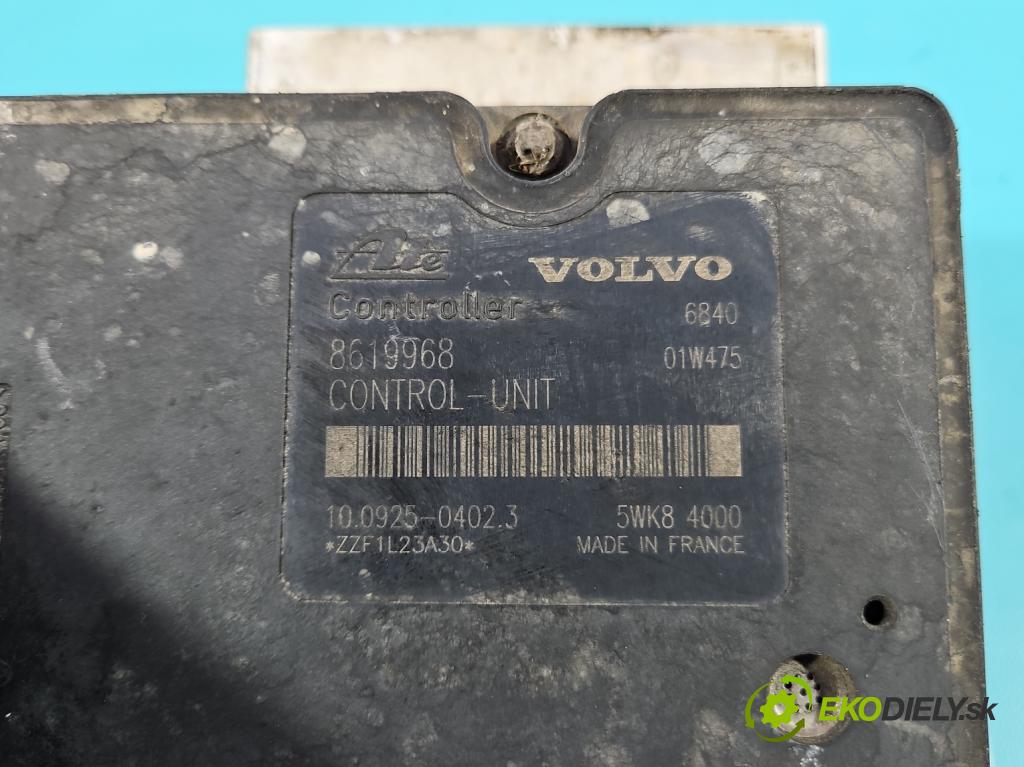 Ate VOLVO
Controller 6840
8619968 01W475
CONTROL-UNIT
10.0925-0402.3 5WK8 4000
*ZZF1L23A30* MADE IN FRANCE
EKODIELY.sk